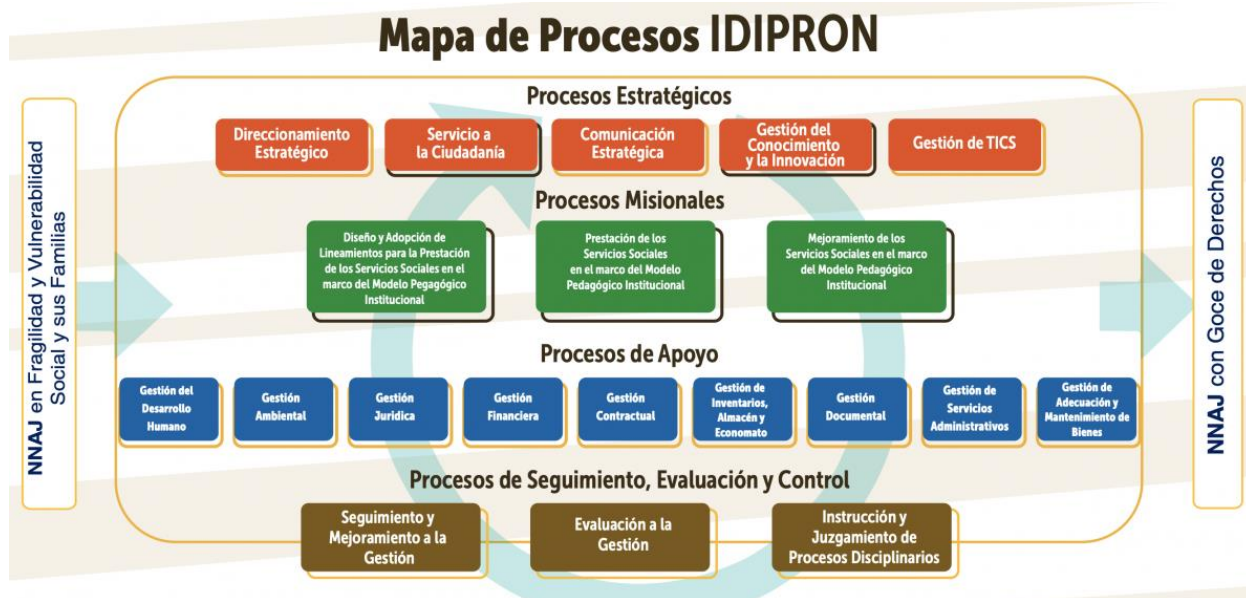 Mapa de Procesos IDIPRON
NNAJ en Fragilidad y Vulnerabilidad
Social y sus Familias
Procesos Estratégicos
Direccionamiento
Estratégico
Servicio a
la Ciudadanía
Comunicación
Estratégica
Gestión del
Conocimiento
y la Innovación
Gestión de TICS
Procesos Misionales
Diseño y Adopción de
Lineamientos para la Prestación
de los Servicios Sociales en el
marco del Modelo Pegagógico
Institucional
Prestación de los
Servicios Sociales
en el marco del Modelo
Pedagógico Institucional
Mejoramiento de los
Servicios Sociales en el marco
del Modelo Pedagógico
Institucional
Procesos de Apoyo
Gestión del
Desarrollo
Humano
Gestión
Ambiental
Gestión
Juridica
Gestión
Financiera
Gestión
Contractual
Gestión de
Inventarios,
Almacén y
Economato
Gestión
Documental
Gestión de
Servicios
Administrativos
Gestión de
Adecuación y
Mantenimiento de
Bienes
Procesos de Seguimiento, Evaluación y Control
Seguimiento y
Mejoramiento a la
Gestión
Evaluación a la
Gestión
Instrucción y
Juzgamiento de
Procesos Disciplinarios
NNAJ con Goce de Derechos